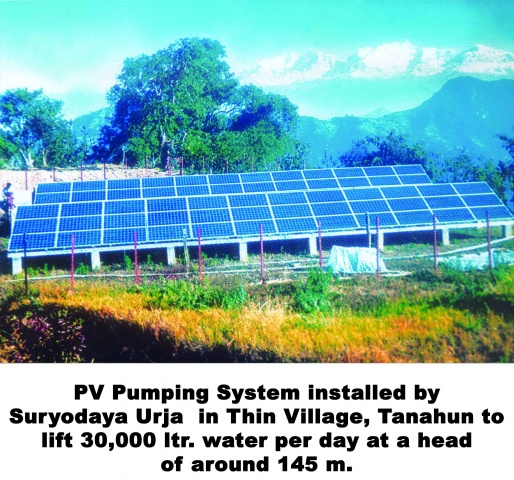 PV Pumping System installed by
Suryodaya Urja in Thin Village, Tanahun to
lift 30,000 ltr. water per day at a head
of around 145 m.